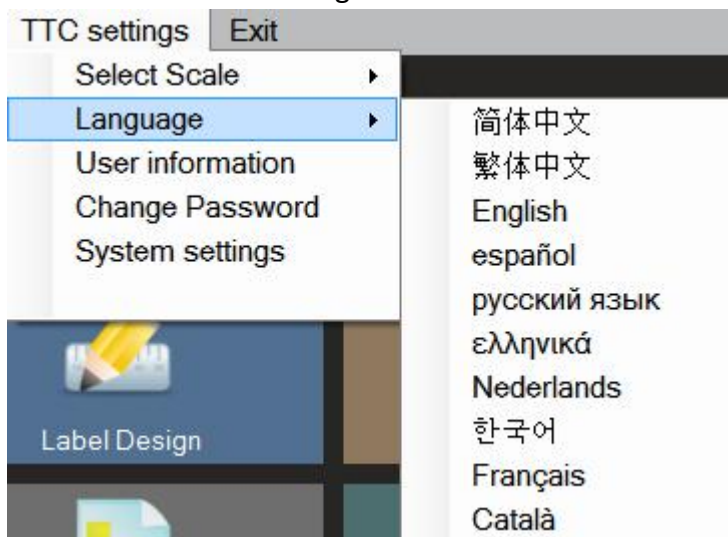 TTC settings Exit
Select Scale
Language
User information
Change Password
System settings
简体中文
繁体中文
English
español
русский язык
ελληνικά
Nederlands
한국어
Français
Català
Label Design